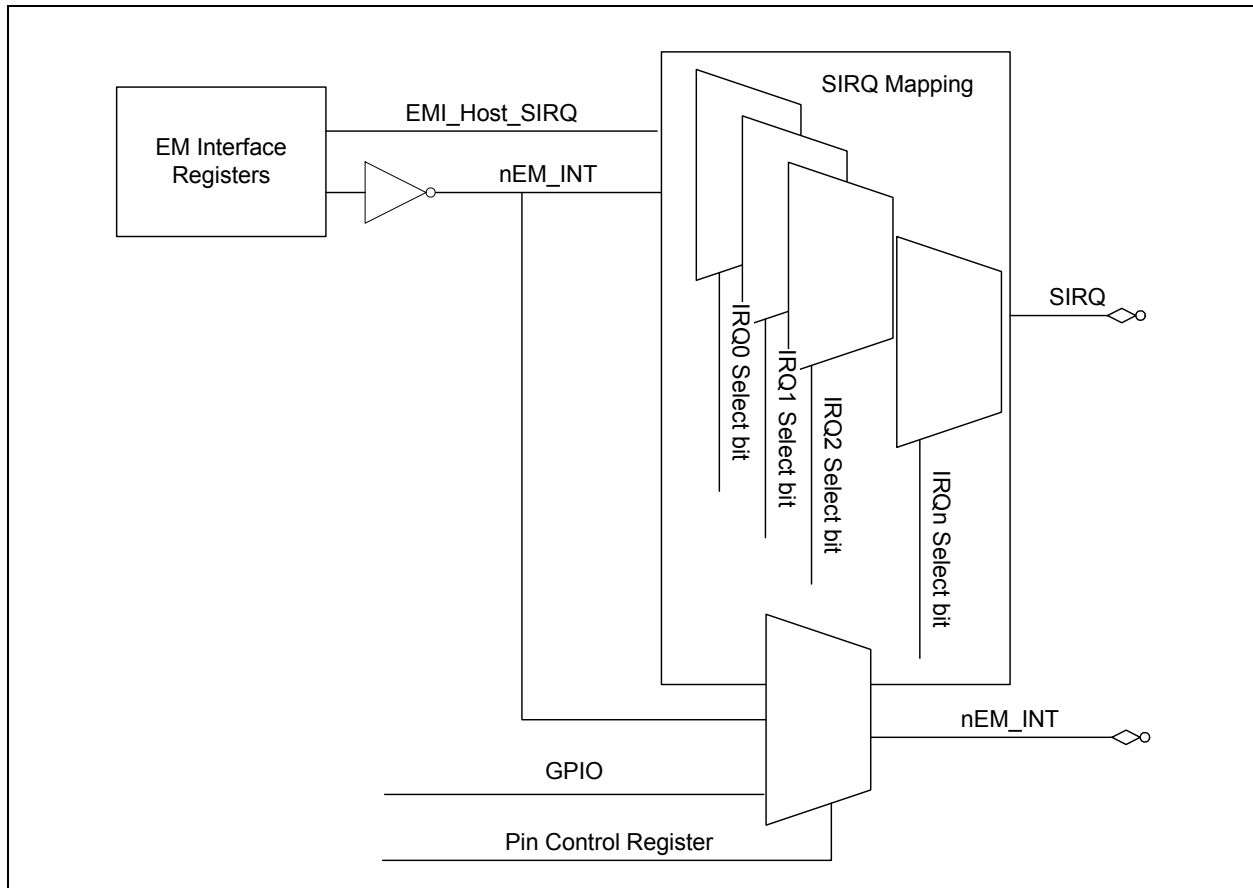 SIRQ Mapping
EMI_Host_SIRQ
EM Interface
Registers
nEM_INT
SIRQ
IRQ0 Select bit
IRQ1 Select bit
IRQ2 Select bit
IRQn Select bit
nEM_INT
GPIO
Pin Control Register